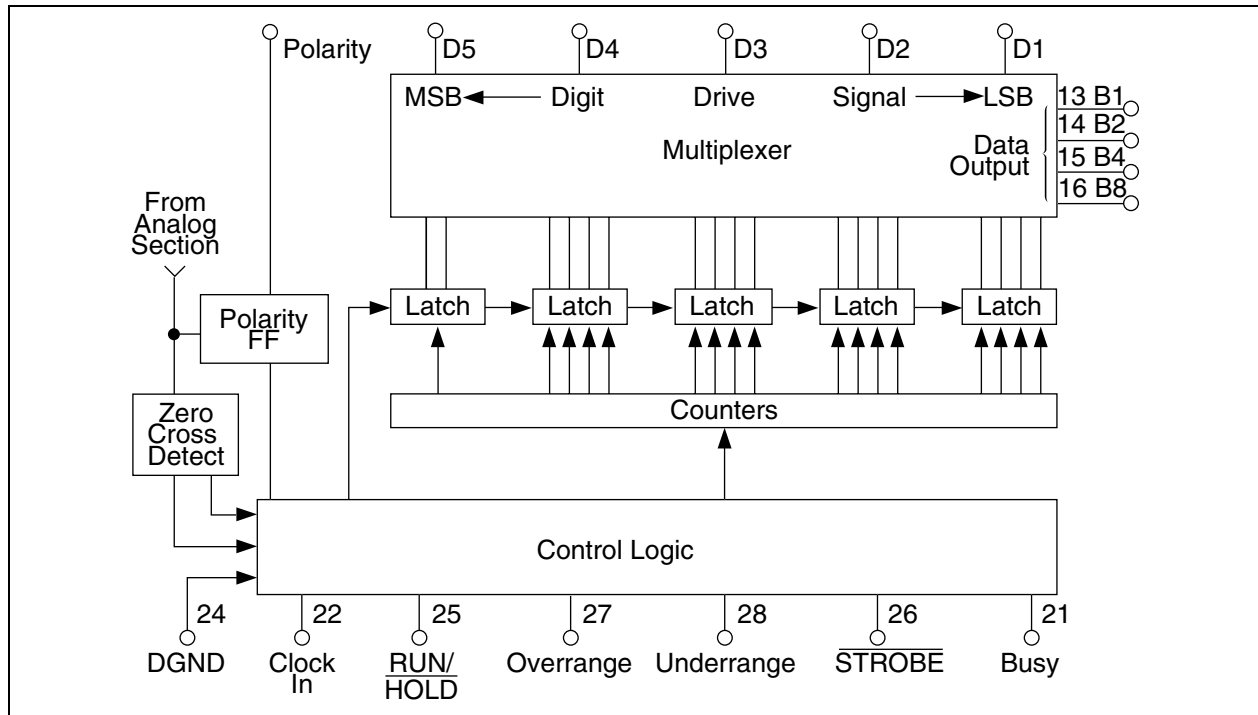 Polarity
D5
D4
D3
D2
D1
MSB
Digit
Drive
Signal
LSB
Multiplexer
Data
Output
13 B1
14 B2
15 B4
16 B8
From
Analog
Section
Polarity
FF
Latch
Latch
Latch
Latch
Latch
Zero
Cross
Detect
Counters
Control Logic
24
22
25
27
28
26
21
DGND
Clock
In
RUN/
HOLD
Overrange
Underrange
STROBE
Busy